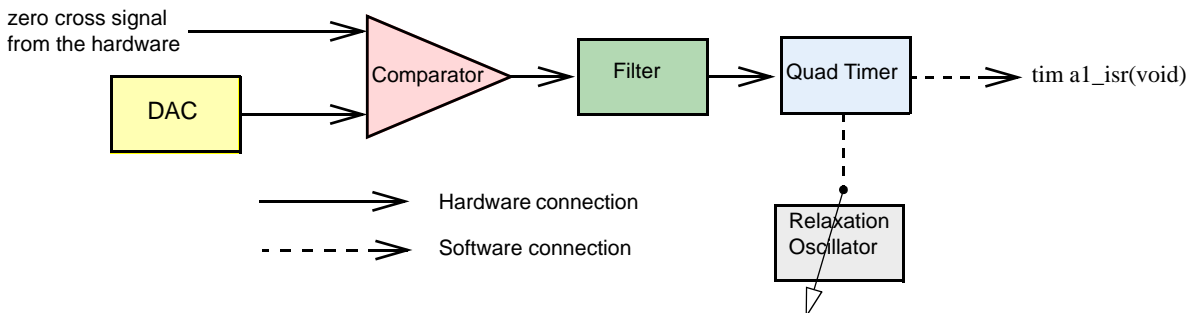 zero cross signal
from the hardware
DAC
Comparator
Filter
Quad Timer
tim a1_isr(void)
Hardware connection
Software connection
Relaxation
Oscillator